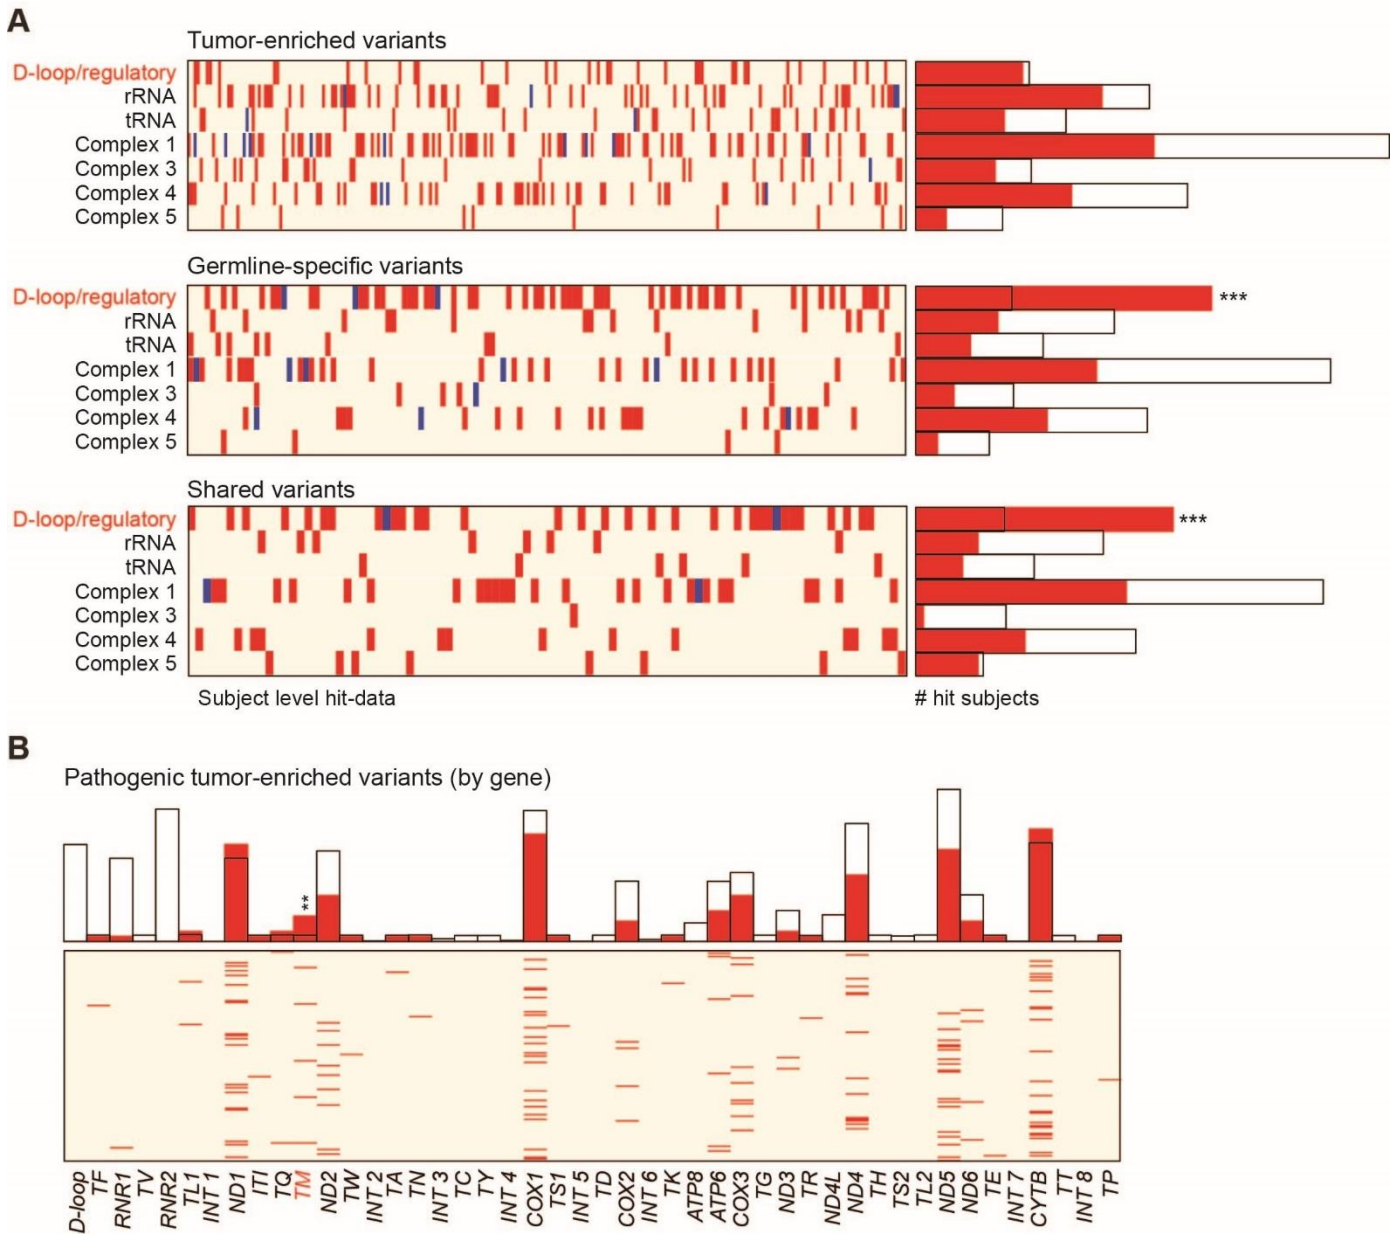 A
Tumor-enriched variants
D-loop/regulatory
rRNA
tRNA
Complex 1
Complex 3
Complex 4
Complex 5
Germline-specific variants
D-loop/regulatory
***
rRNA
tRNA
Complex 1
Complex 3
Complex 4
Complex 5
Shared variants
D-loop/regulatory
***
rRNA
tRNA
Complex 1
Complex 3
Complex 4
Complex 5
Subject level hit-data
# hit subjects
B
Pathogenic tumor-enriched variants (by gene)
**
D-loop
TF
RNR1
TV
RNR2
TL1
INT 1
ND1
ITI
TQ
TM
ND2
TW
INT 2
TA
TN
INT 3
TC
TY
INT 4
COX1
TS1
INT 5
TD
COX2
INT 6
TK
ATP8
ATP6
COX3
TG
ND3
TR
ND4L
ND4
TH
TS2
TL2
ND5
ND6
TE
INT 7
CYTB
TT
INT 8
TP